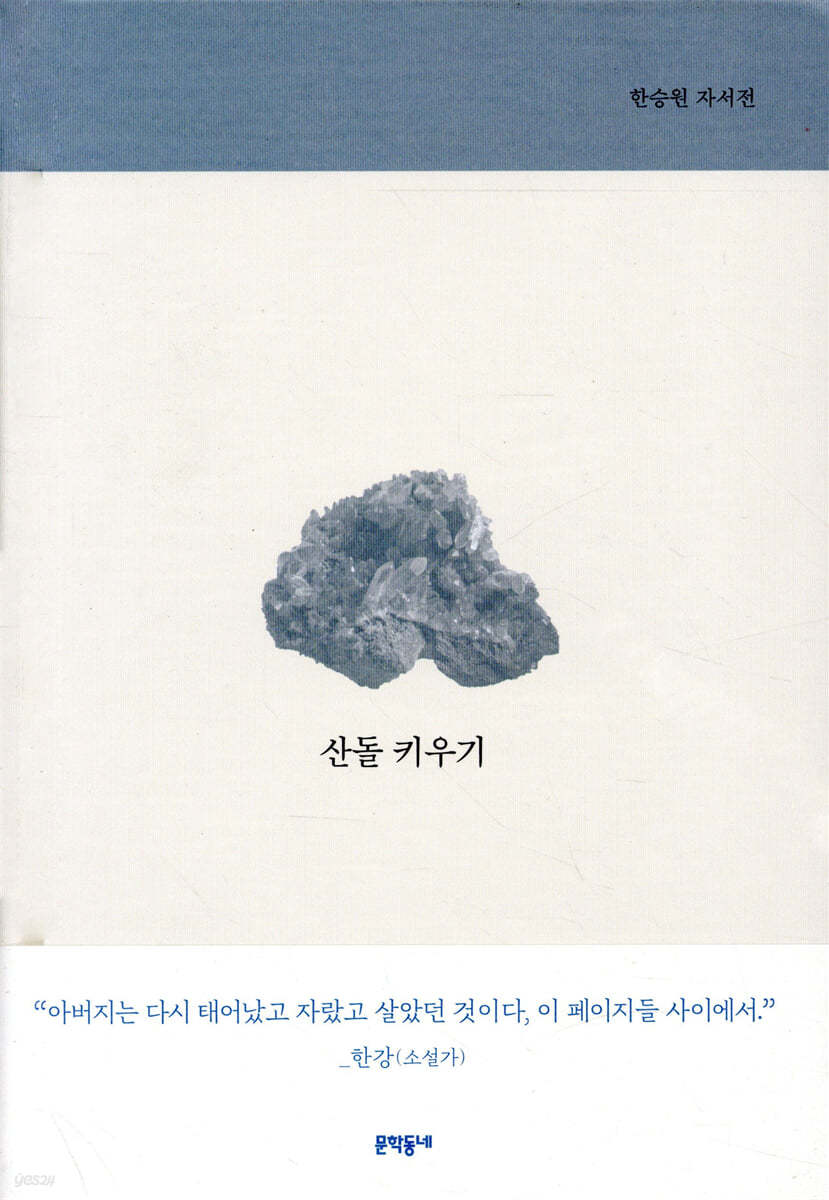 한승원 자서전
산돌 키우기
“아버지는 다시 태어났고 자랐고 살았던 것이다, 이 페이지들 사이에서.”
_한강(소설가)
문학동네
yes24